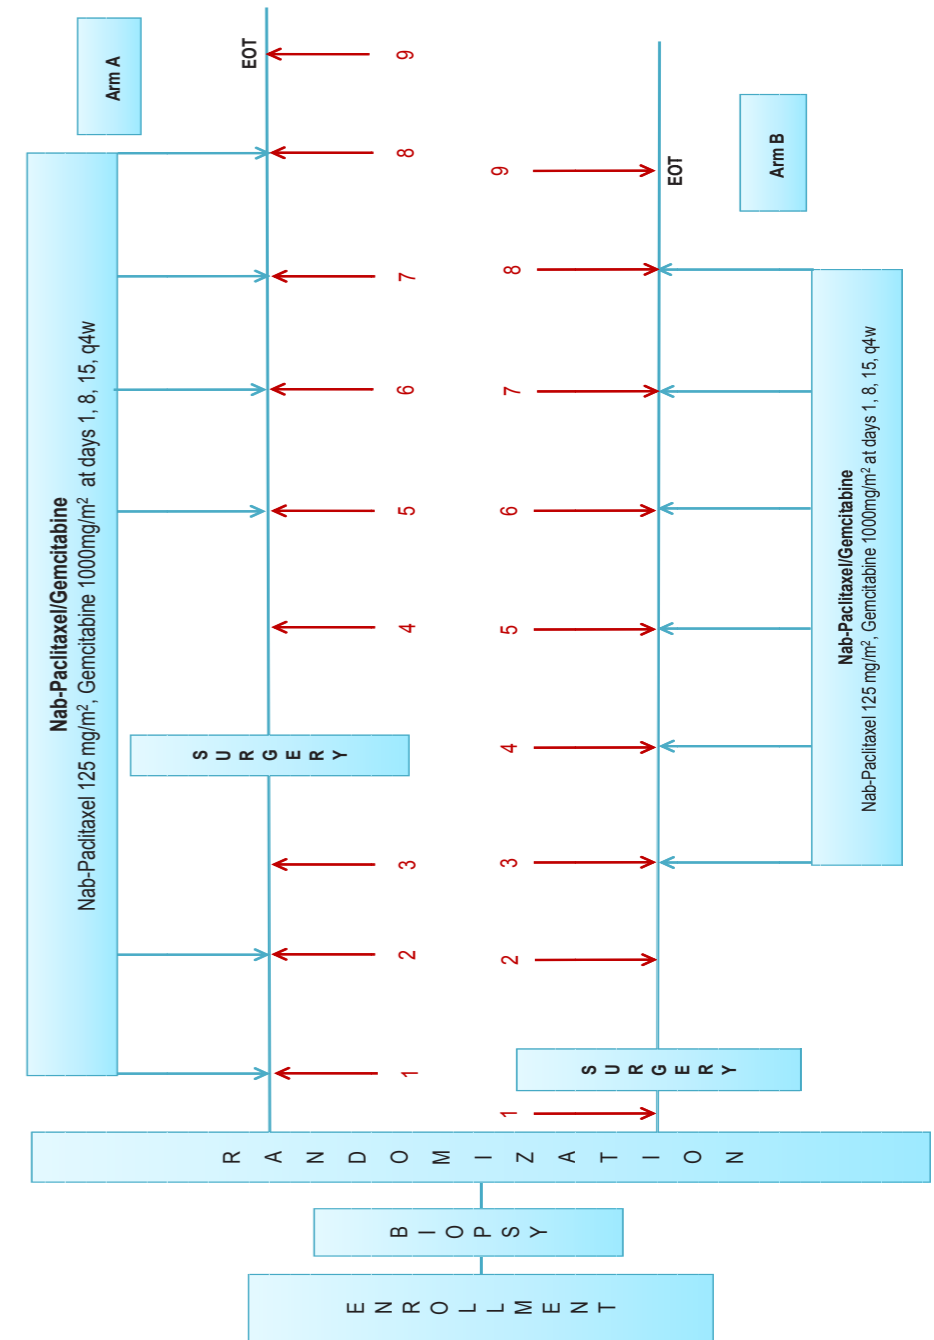 ENROLLMENT
BIOPSY
RANDOMIZATION
Arm A
Nab-Paclitaxel/Gemcitabine
Nab-Paclitaxel 125 mg/m², Gemcitabine 1000mg/m² at days 1, 8, 15, q4w
SURGERY
EOT
1 2 3 4 5 6 7 8 9
1 2 3 4 5 6 7 8 9
SURGERY
EOT
Nab-Paclitaxel/Gemcitabine
Nab-Paclitaxel 125 mg/m², Gemcitabine 1000mg/m² at days 1, 8, 15, q4w
Arm B